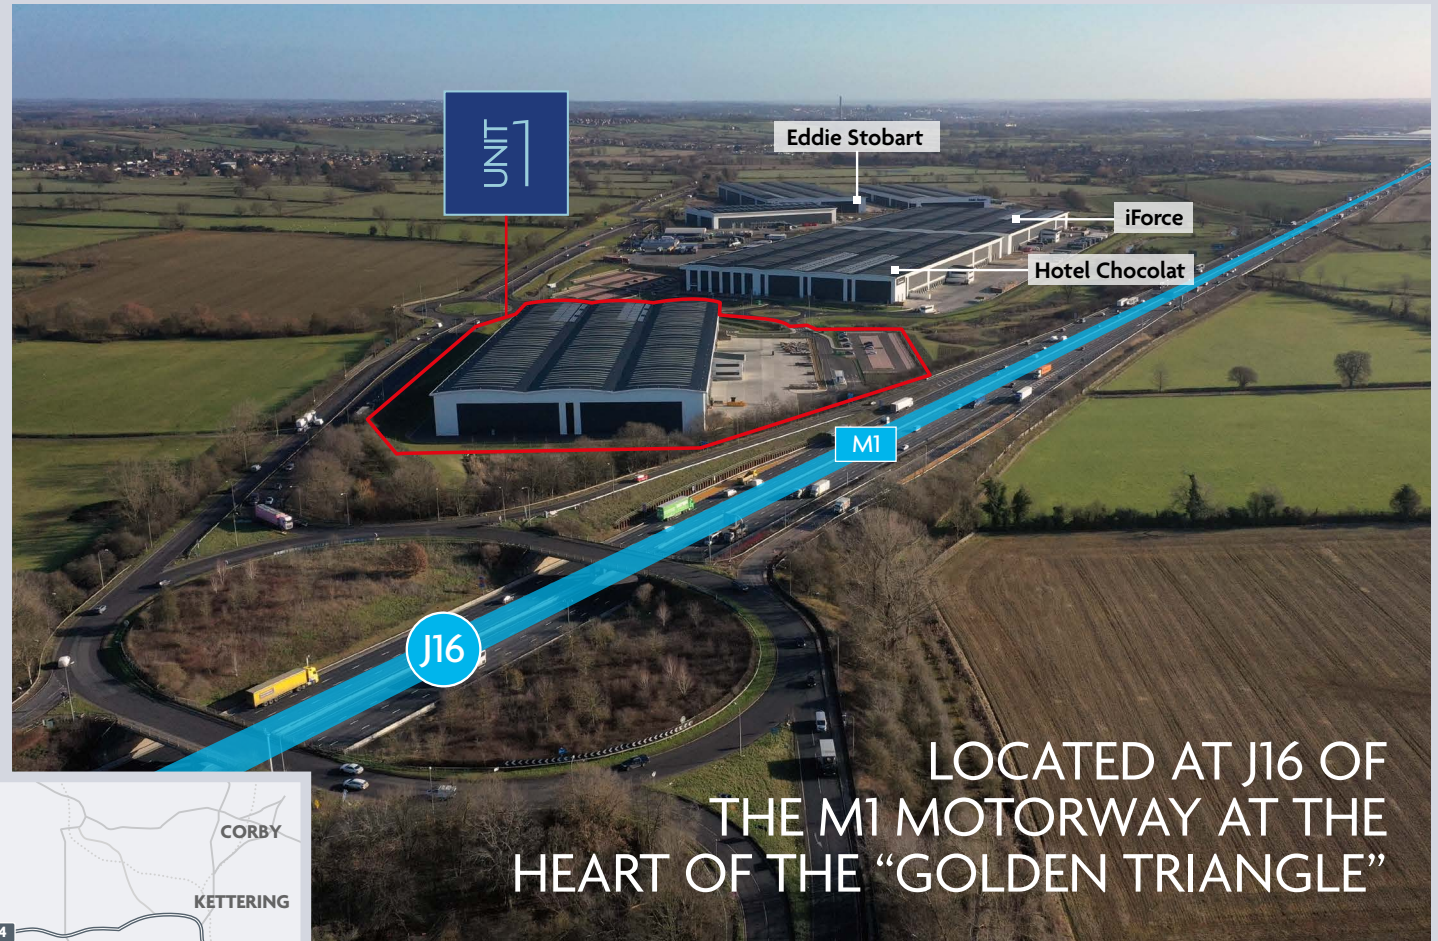 UNIT 1
Eddie Stobart
iForce
Hotel Chocolat
M1
J16
LOCATED AT J16 OF
THE M1 MOTORWAY AT THE
HEART OF THE “GOLDEN TRIANGLE”
CORBY
KETTERING
4